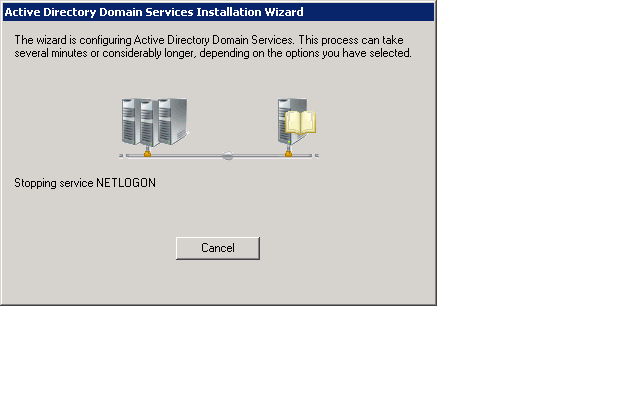 Active Directory Domain Services Installation Wizard
The wizard is configuring Active Directory Domain Services. This process can take
several minutes or considerably longer, depending on the options you have selected.
Stopping service NETLOGON
Cancel